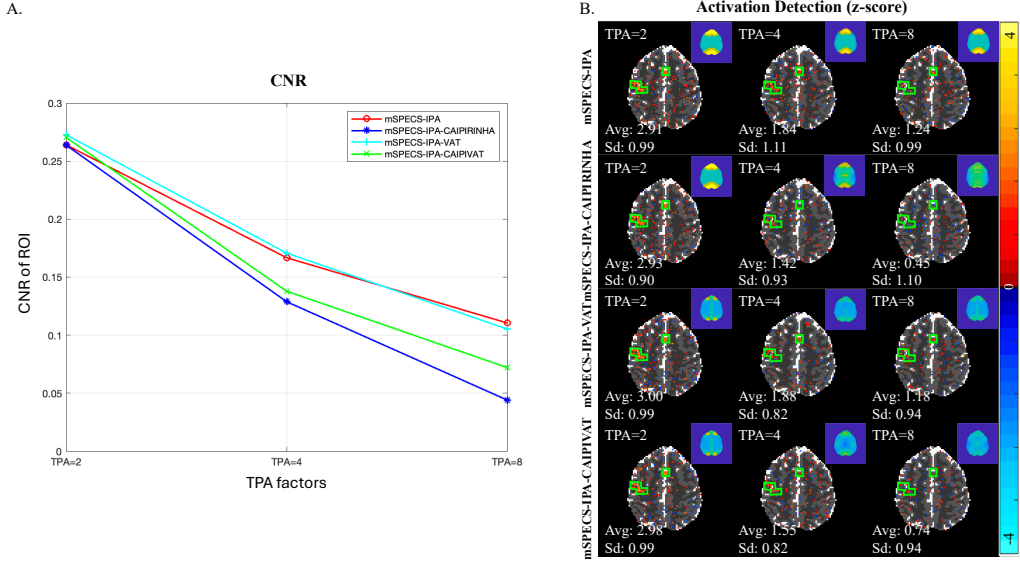 A.
CNR
0.3
0.25
0.2
0.15
0.1
0.05
0
CNR of ROI
TPA=2
TPA=4
TPA=8
TPA factors
mSPECS-IPA
mSPECS-IPA-CAIPIRINHA
mSPECS-IPA-VAT
mSPECS-IPA-CAIPIVAT
B.
Activation Detection (z-score)
mSPECS-IPA
TPA=2
TPA=4
TPA=8
Avg: 2.91
Sd: 0.99
Avg: 1.84
Sd: 1.11
Avg: 1.24
Sd: 0.99
mSPECS-IPA-CAIPIRINHA
TPA=2
TPA=4
TPA=8
Avg: 2.93
Sd: 0.90
Avg: 1.42
Sd: 0.93
Avg: 0.45
Sd: 1.10
mSPECS-IPA-VAT
TPA=2
TPA=4
TPA=8
Avg: 3.00
Sd: 0.99
Avg: 1.88
Sd: 0.82
Avg: 1.18
Sd: 0.94
mSPECS-IPA-CAIPIVAT
TPA=2
TPA=4
TPA=8
Avg: 2.98
Sd: 0.99
Avg: 1.55
Sd: 0.82
Avg: 0.74
Sd: 0.94
4
0
-4